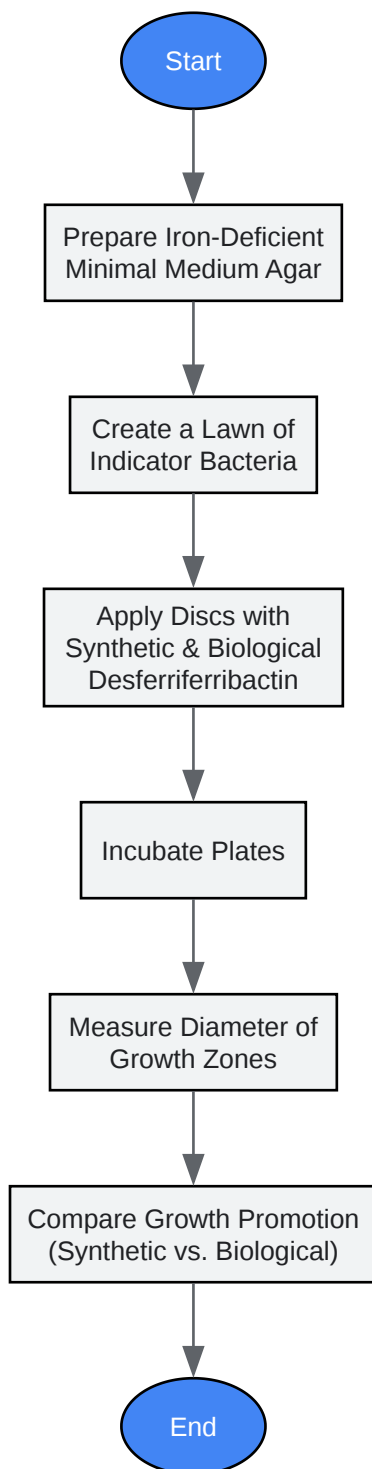 Start
Prepare Iron-Deficient
Minimal Medium Agar
Create a Lawn of
Indicator Bacteria
Apply Discs with
Synthetic & Biological
Desferriferribactin
Incubate Plates
Measure Diameter of
Growth Zones
Compare Growth Promotion
(Synthetic vs. Biological)
End